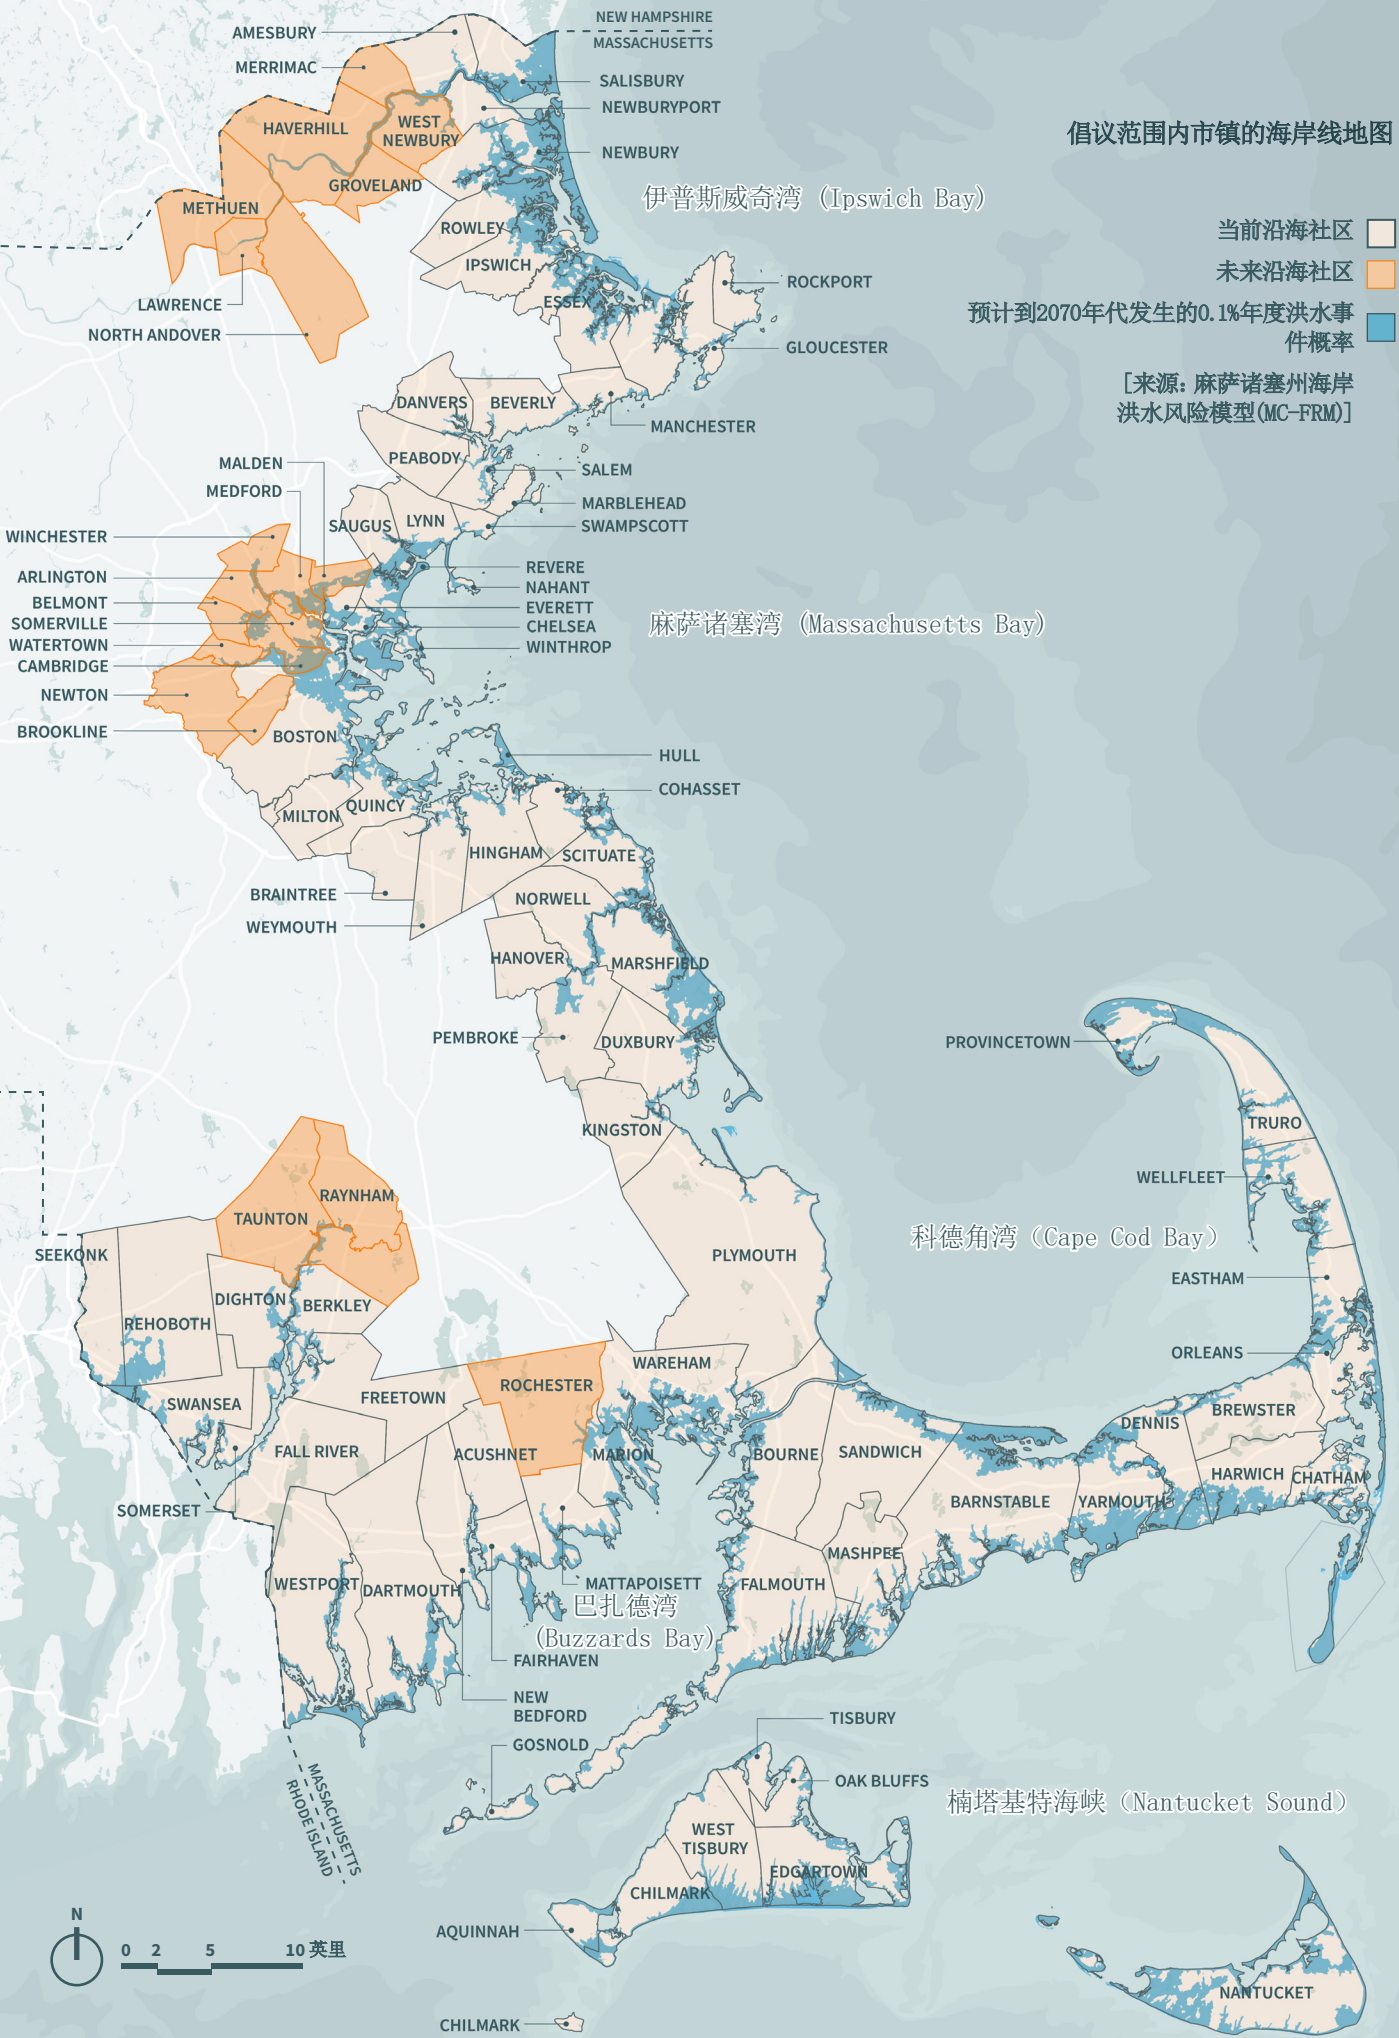 NEW HAMPSHIRE
MASSACHUSETTS
AMESBURY
MERRIMAC
SALISBURY
NEWBURYPORT
HAVERHILL
WEST
NEWBURY
倡议范围内市镇的海岸线地图
NEWBURY
GROVELAND
伊普斯威奇湾 (Ipswich Bay)
METHUEN
ROWLEY
当前沿海社区
IPSWICH
未来沿海社区
ROCKPORT
ESSEX
LAWRENCE
预计到2070年代发生的0.1%年度洪水事
件概率
NORTH ANDOVER
GLOUCESTER
[来源: 麻萨诸塞州海岸
洪水风险模型(MC-FRM)]
DANVERS
BEVERLY
MANCHESTER
PEABODY
MALDEN
SALEM
MEDFORD
MARBLEHEAD
SAUGUS
LYNN
SWAMPSCOTT
WINCHESTER
REVERE
ARLINGTON
NAHANT
BELMONT
EVERETT
SOMERVILLE
CHELSEA
麻萨诸塞湾 (Massachusetts Bay)
WATERTOWN
WINTHROP
CAMBRIDGE
NEWTON
BROOKLINE
BOSTON
HULL
COHASSET
MILTON
QUINCY
HINGHAM
SCITUATE
BRAINTREE
NORWELL
WEYMOUTH
HANOVER
MARSHFIELD
PEMBROKE
DUXBURY
PROVINCETOWN
KINGSTON
TRURO
WELLFLEET
RAYNHAM
TAUNTON
科德角湾 (Cape Cod Bay)
SEEKONK
PLYMOUTH
EASTHAM
DIGHTON
BERKLEY
REHOBOTH
ORLEANS
WAREHAM
ROCHESTER
FREETOWN
SWANSEA
BREWSTER
DENNIS
FALL RIVER
ACUSHNET
MARION
BOURNE
SANDWICH
HARWICH
CHATHAM
BARNSTABLE
YARMOUTH
SOMERSET
MASHPEE
WESTPORT
DARTMOUTH
MATTAPOISETT
FALMOUTH
巴扎德湾
(Buzzards Bay)
FAIRHAVEN
NEW
BEDFORD
TISBURY
GOSNOLD
OAK BLUFFS
MASSACHUSETTS
RHODE ISLAND
楠塔基特海峡 (Nantucket Sound)
WEST
TISBURY
EDGARTOWN
CHILMARK
N
AQUINNAH
0 2 5 10 英里
NANTUCKET
CHILMARK